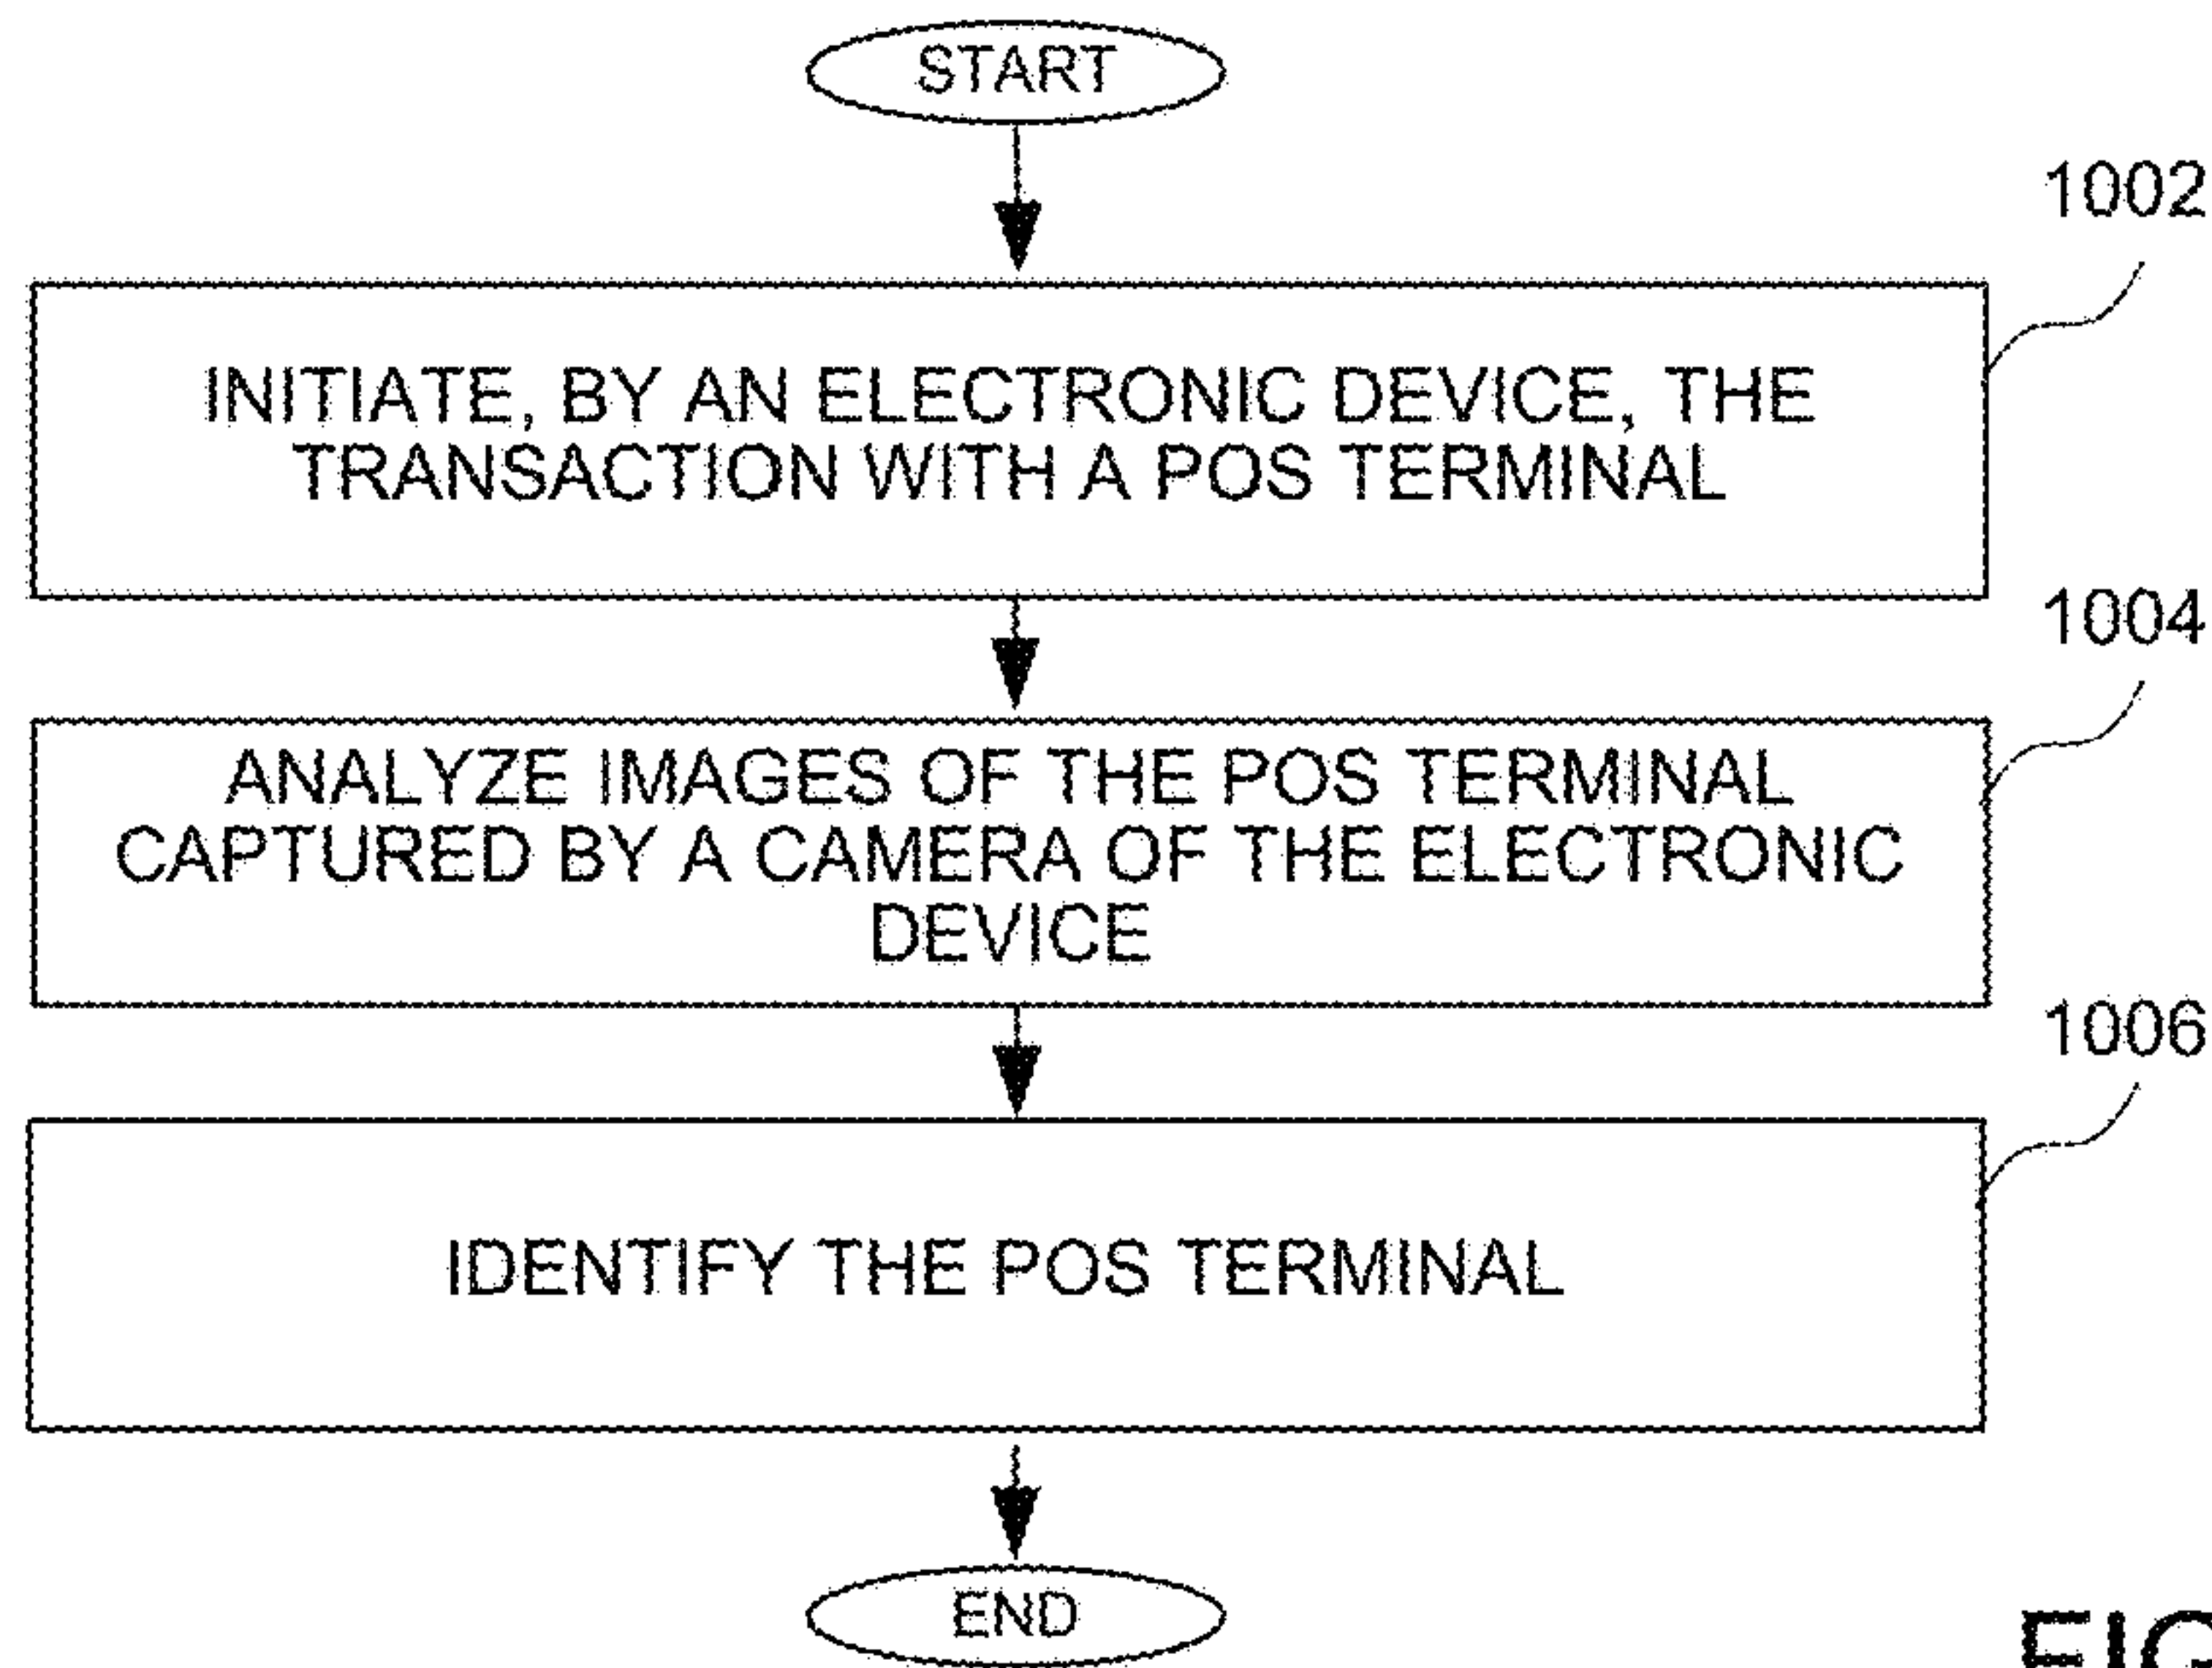 START
1002
INITIATE, BY AN ELECTRONIC DEVICE, THE
TRANSACTION WITH A POS TERMINAL
1004
ANALYZE IMAGES OF THE POS TERMINAL
CAPTURED BY A CAMERA OF THE ELECTRONIC
DEVICE
1006
IDENTIFY THE POS TERMINAL
END